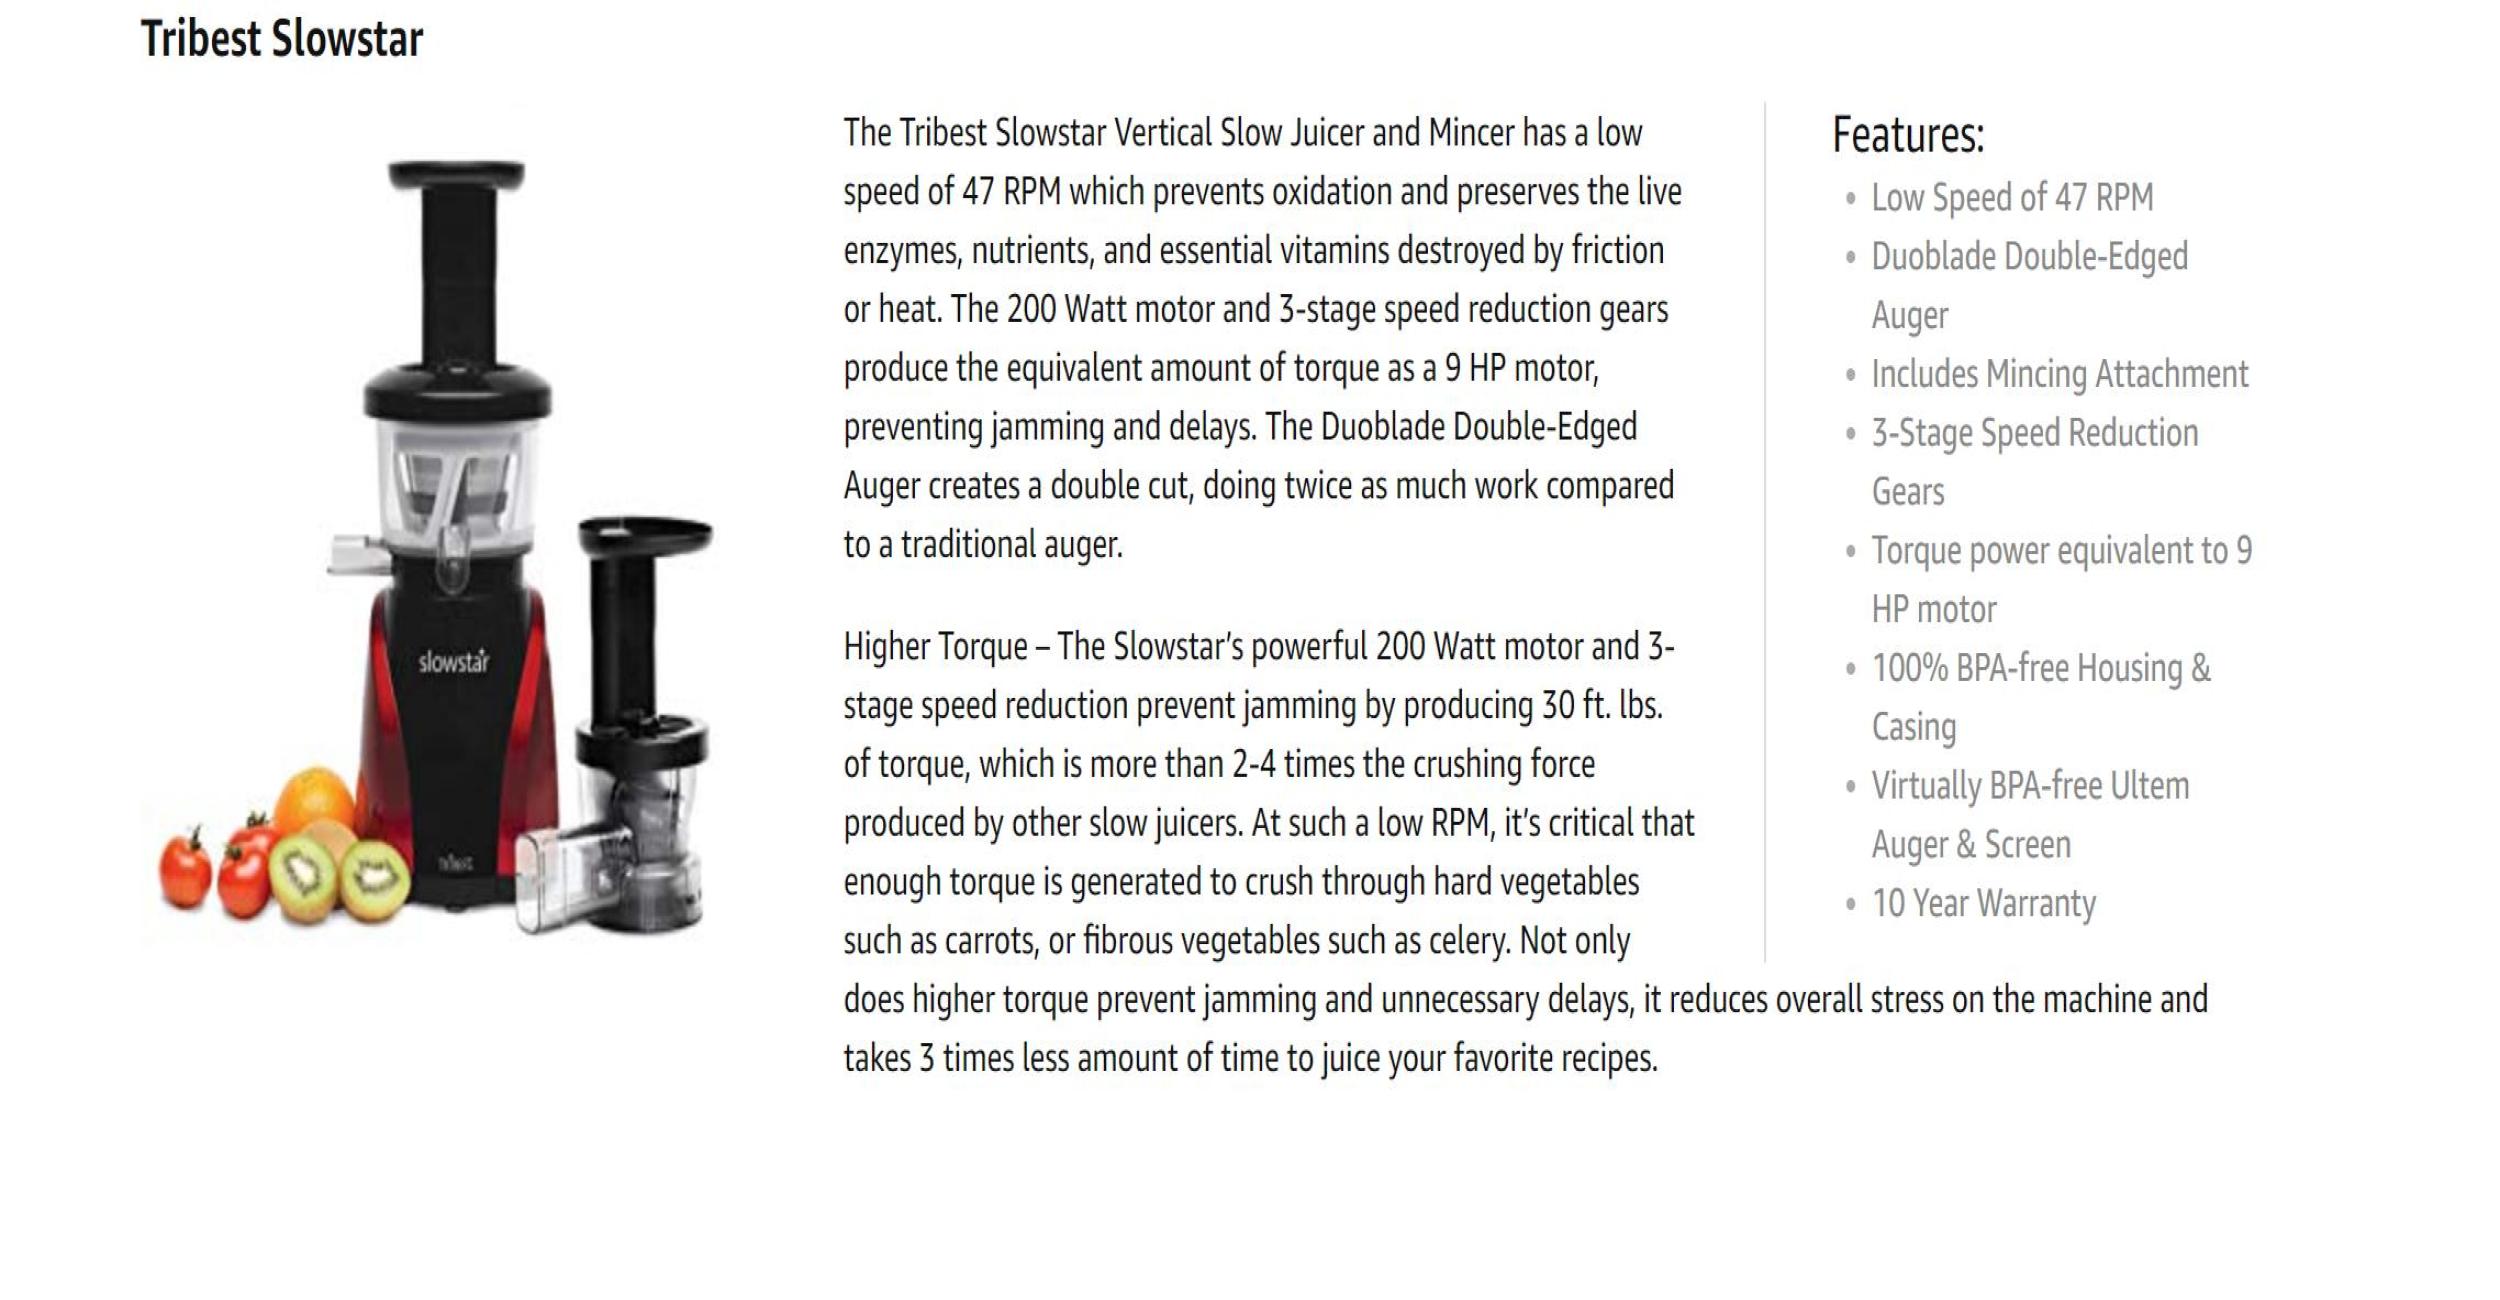 Tribest Slowstar
The Tribest Slowstar Vertical Slow Juicer and Mincer has a low
speed of 47 RPM which prevents oxidation and preserves the live
enzymes, nutrients, and essential vitamins destroyed by friction
or heat. The 200 Watt motor and 3-stage speed reduction gears
produce the equivalent amount of torque as a 9 HP motor,
preventing jamming and delays. The Duoblade Double-Edged
Auger creates a double cut, doing twice as much work compared
to a traditional auger.
Higher Torque – The Slowstar’s powerful 200 Watt motor and 3-
stage speed reduction prevent jamming by producing 30 ft. lbs.
of torque, which is more than 2-4 times the crushing force
produced by other slow juicers. At such a low RPM, it’s critical that
enough torque is generated to crush through hard vegetables
such as carrots, or fibrous vegetables such as celery. Not only
does higher torque prevent jamming and unnecessary delays, it reduces overall stress on the machine and
takes 3 times less amount of time to juice your favorite recipes.
Features:
• Low Speed of 47 RPM
• Duoblade Double-Edged
Auger
• Includes Mincing Attachment
• 3-Stage Speed Reduction
Gears
• Torque power equivalent to 9
HP motor
• 100% BPA-free Housing &
Casing
• Virtually BPA-free Ultem
Auger & Screen
• 10 Year Warranty
slowstar